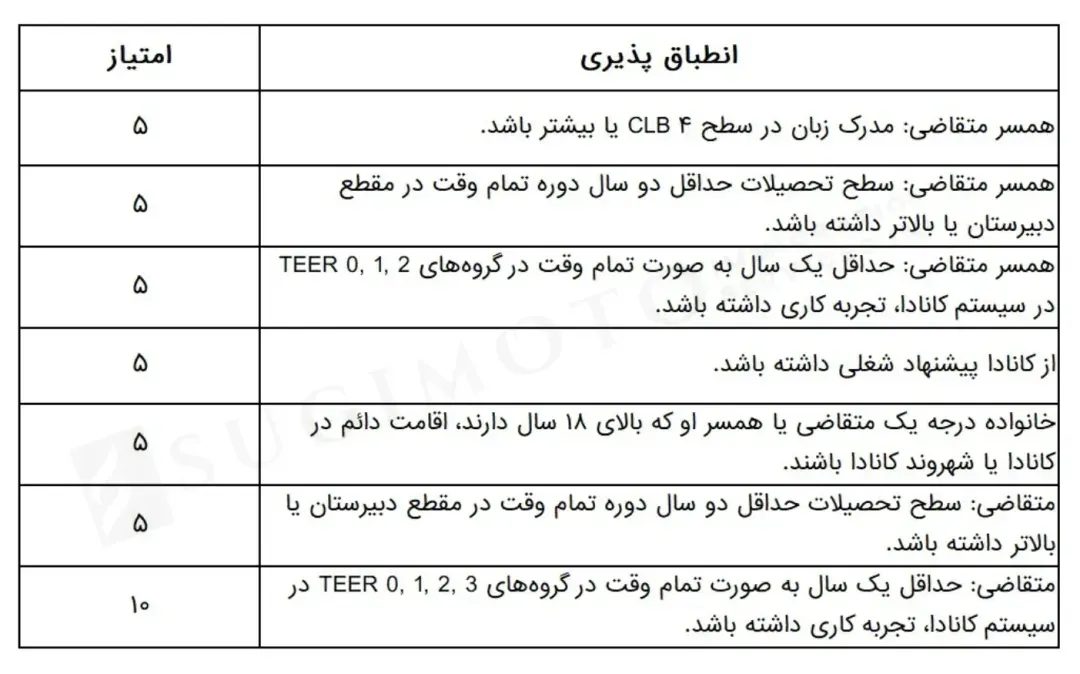 انطباق پذیری	امتیاز
همسر متقاضی: مدرک زبان در سطح CLB ۴ یا بیشتر باشد.	۵
همسر متقاضی: سطح تحصیلات حداقل دو سال دوره تمام وقت در مقطع
دبیرستان یا بالاتر داشته باشد.	۵
همسر متقاضی: حداقل یک سال به صورت تمام وقت در گروه‌های TEER 0, 1, 2
در سیستم کانادا، تجربه کاری داشته باشد.	۵
از کانادا پیشنهاد شغلی داشته باشد.	۵
خانواده درجه یک متقاضی یا همسر او که بالای ۱۸ سال دارند، اقامت دائم در
کانادا یا شهروند کانادا باشند.	۵
متقاضی: سطح تحصیلات حداقل دو سال دوره تمام وقت در مقطع دبیرستان یا
بالاتر داشته باشد.	۵
متقاضی: حداقل یک سال به صورت تمام وقت در گروه‌های TEER 0, 1, 2, 3 در
سیستم کانادا، تجربه کاری داشته باشد.	۱۰
SUGIMOTO